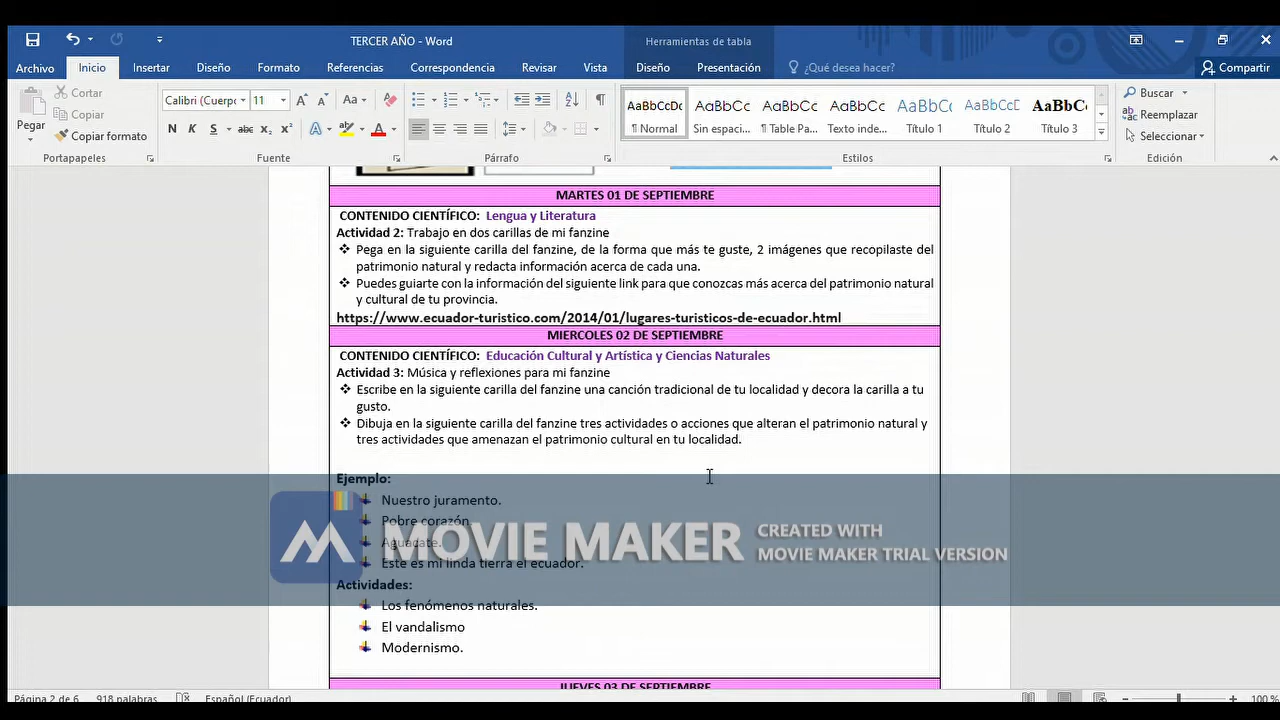 TERCER AÑO - Word
Herramientas de tabla
Archivo Inicio Insertar Diseño Formato Referencias Correspondencia Revisar Vista Diseño Presentación ¿Qué desea hacer? Compartir
Pegar
Cortar
Copiar
Copiar formato
Calibri (Cuerpo 11
N K S abc x₂ x²
AaBbCcDc AaBbCc AaBbCc AaBbCc AaBbCc AaBbCcD AaBbCc
¶ Normal Sin espaci... ¶ Table Pa... Texto inde... Título 1 Título 2 Título 3
Buscar
Reemplazar
Seleccionar
Portapapeles Fuente Párrafo Estilos Edición
MARTES 01 DE SEPTIEMBRE
CONTENIDO CIENTÍFICO: Lengua y Literatura
Actividad 2: Trabajo en dos carillas de mi fanzine
Pega en la siguiente carilla del fanzine, de la forma que más te guste, 2 imágenes que recopilaste del
patrimonio natural y redacta información acerca de cada una.
Puedes guiarte con la información del siguiente link para que conozcas más acerca del patrimonio natural
y cultural de tu provincia.
https://www.ecuador-turistico.com/2014/01/lugares-turisticos-de-ecuador.html
MIERCOLES 02 DE SEPTIEMBRE
CONTENIDO CIENTÍFICO: Educación Cultural y Artística y Ciencias Naturales
Actividad 3: Música y reflexiones para mi fanzine
Escribe en la siguiente carilla del fanzine una canción tradicional de tu localidad y decora la carilla a tu
gusto.
Dibuja en la siguiente carilla del fanzine tres actividades o acciones que alteran el patrimonio natural y
tres actividades que amenazan el patrimonio cultural en tu localidad.
Ejemplo:
Nuestro juramento.
Pobre corazón.
Aguacate.
Este es mi linda tierra el ecuador.
MOVIE MAKER
CREATED WITH
MOVIE MAKER TRIAL VERSION
Actividades:
Los fenómenos naturales.
El vandalismo
Modernismo.
JUEVES 03 DE SEPTIEMBRE
Página 2 de 6 918 palabras Español (Ecuador) 100 %